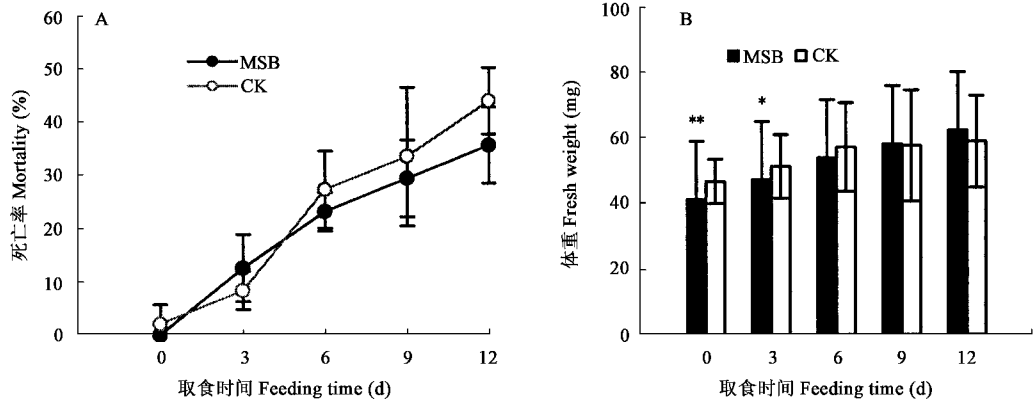 A
60
50
40
30
20
10
0
死亡率 Mortality (%)
MSB
CK
0 3 6 9 12
取食时间 Feeding time (d)
B
100
80
60
40
20
0
体重 Fresh weight (mg)
MSB CK
** *
0 3 6 9 12
取食时间 Feeding time (d)